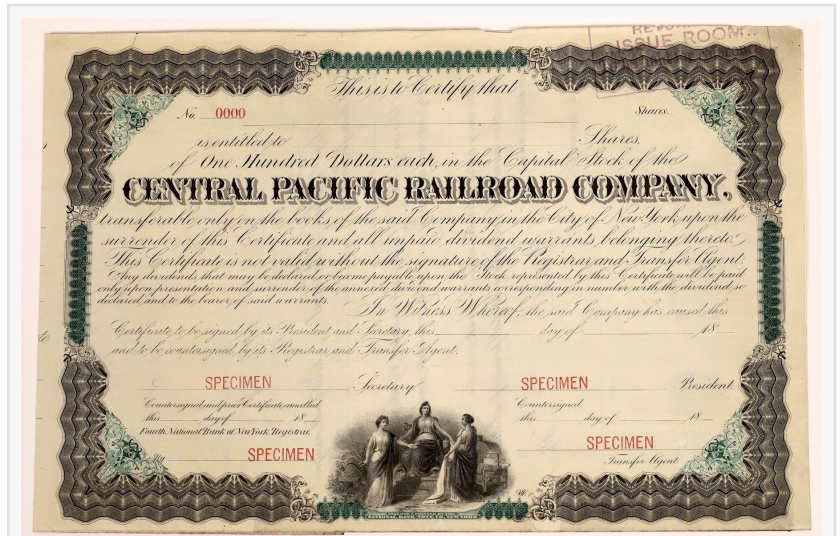 ISSUE ROOM.
This is to Certify that
No. 0000
Shares.
is entitled to Shares,
of One Hundred Dollars each, in the Capital Stock of the
CENTRAL PACIFIC RAILROAD COMPANY,
transferable only on the books of the said Company in the City of New York, upon the
surrender of this Certificate and all unpaid dividend warrants belonging thereto.
This Certificate is not valid without the signature of the Registrar and Transfer Agent.
Any dividends that may be declared or become payable upon the Stock represented by this Certificate will be paid
only upon presentation and surrender of the annexed dividend warrants corresponding in number with the dividend so
declared and to the bearer of said warrants.
In Witness Whereof, the said Company has caused this
Certificate to be signed by its President and Secretary, this day of 18
and to be countersigned by its Registrar and Transfer Agent.
SPECIMEN Secretary.
SPECIMEN President.
Countersigned and prior Certificate cancelled
this day of 18
Fourth National Bank of New York, Registrar,
SPECIMEN
Countersigned
this day of 18
SPECIMEN
Transfer Agent.
NATIONAL BANK NOTE CO. NEW YORK